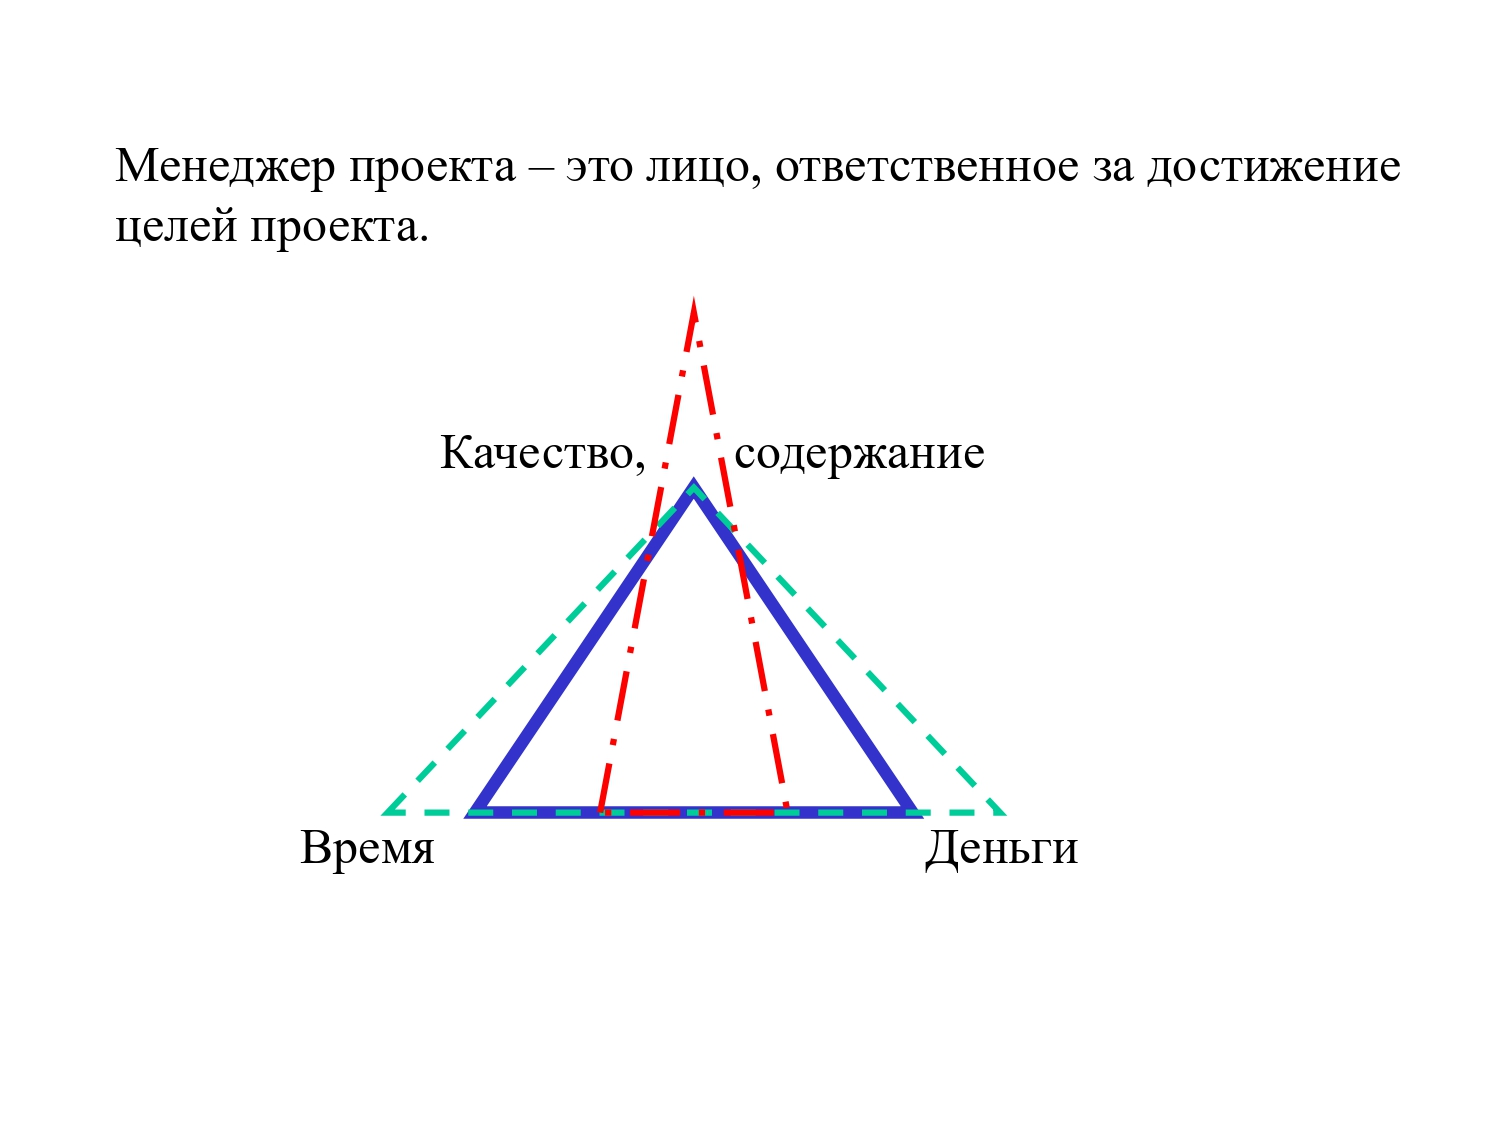 Менеджер проекта – это лицо, ответственное за достижение
целей проекта.
Качество, содержание
Время Деньги